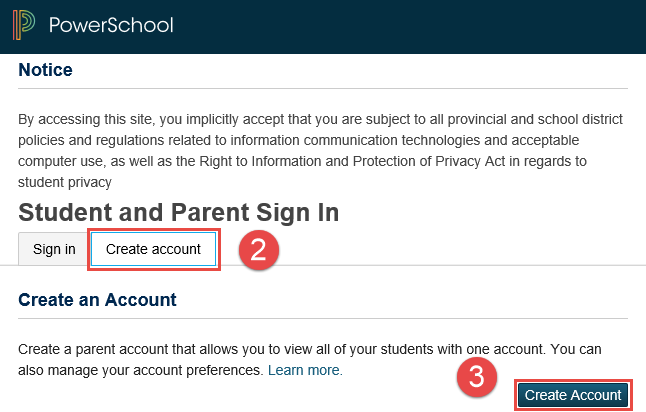 PowerSchool
Notice
By accessing this site, you implicitly accept that you are subject to all provincial and school district
policies and regulations related to information communication technologies and acceptable
computer use, as well as the Right to Information and Protection of Privacy Act in regards to
student privacy
Student and Parent Sign In
Sign in Create account 2
Create an Account
Create a parent account that allows you to view all of your students with one account. You can
also manage your account preferences. Learn more. 3
Create Account